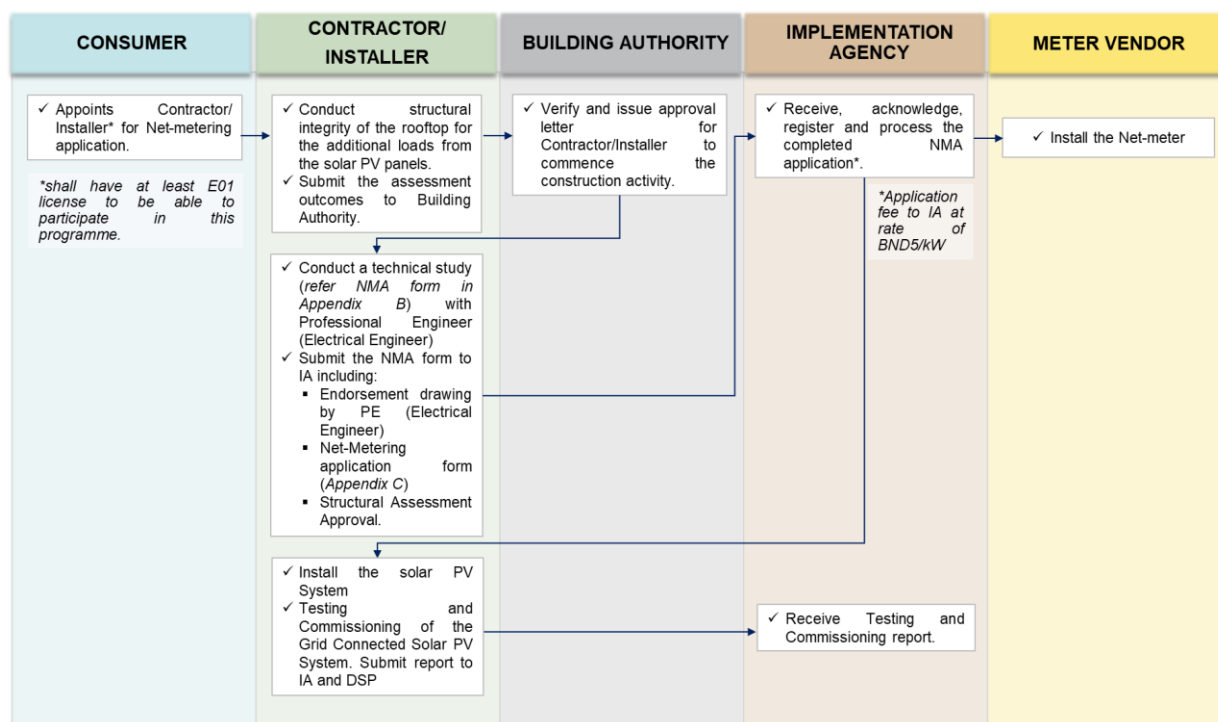 CONSUMER
CONTRACTOR/
INSTALLER
BUILDING AUTHORITY
IMPLEMENTATION
AGENCY
METER VENDOR
✓ Appoints Contractor/
Installer* for Net-metering
application.
*shall have at least E01
license to be able to
participate in this
programme.
✓ Conduct structural
integrity of the rooftop for
the additional loads from
the solar PV panels.
✓ Submit the assessment
outcomes to Building
Authority.
✓ Verify and issue approval
letter for
Contractor/Installer to
commence the
construction activity.
✓ Receive, acknowledge,
register and process the
completed NMA
application*.
*Application
fee to IA at
rate of
BND5/kW
✓ Install the Net-meter
✓ Conduct a technical study
(refer NMA form in
Appendix B) with
Professional Engineer
(Electrical Engineer)
✓ Submit the NMA form to
IA including:
▪ Endorsement drawing
by PE (Electrical
Engineer)
▪ Net-Metering
application form
(Appendix C)
▪ Structural Assessment
Approval.
✓ Install the solar PV
System
✓ Testing and
Commissioning of the
Grid Connected Solar PV
System. Submit report to
IA and DSP
✓ Receive Testing and
Commissioning report.